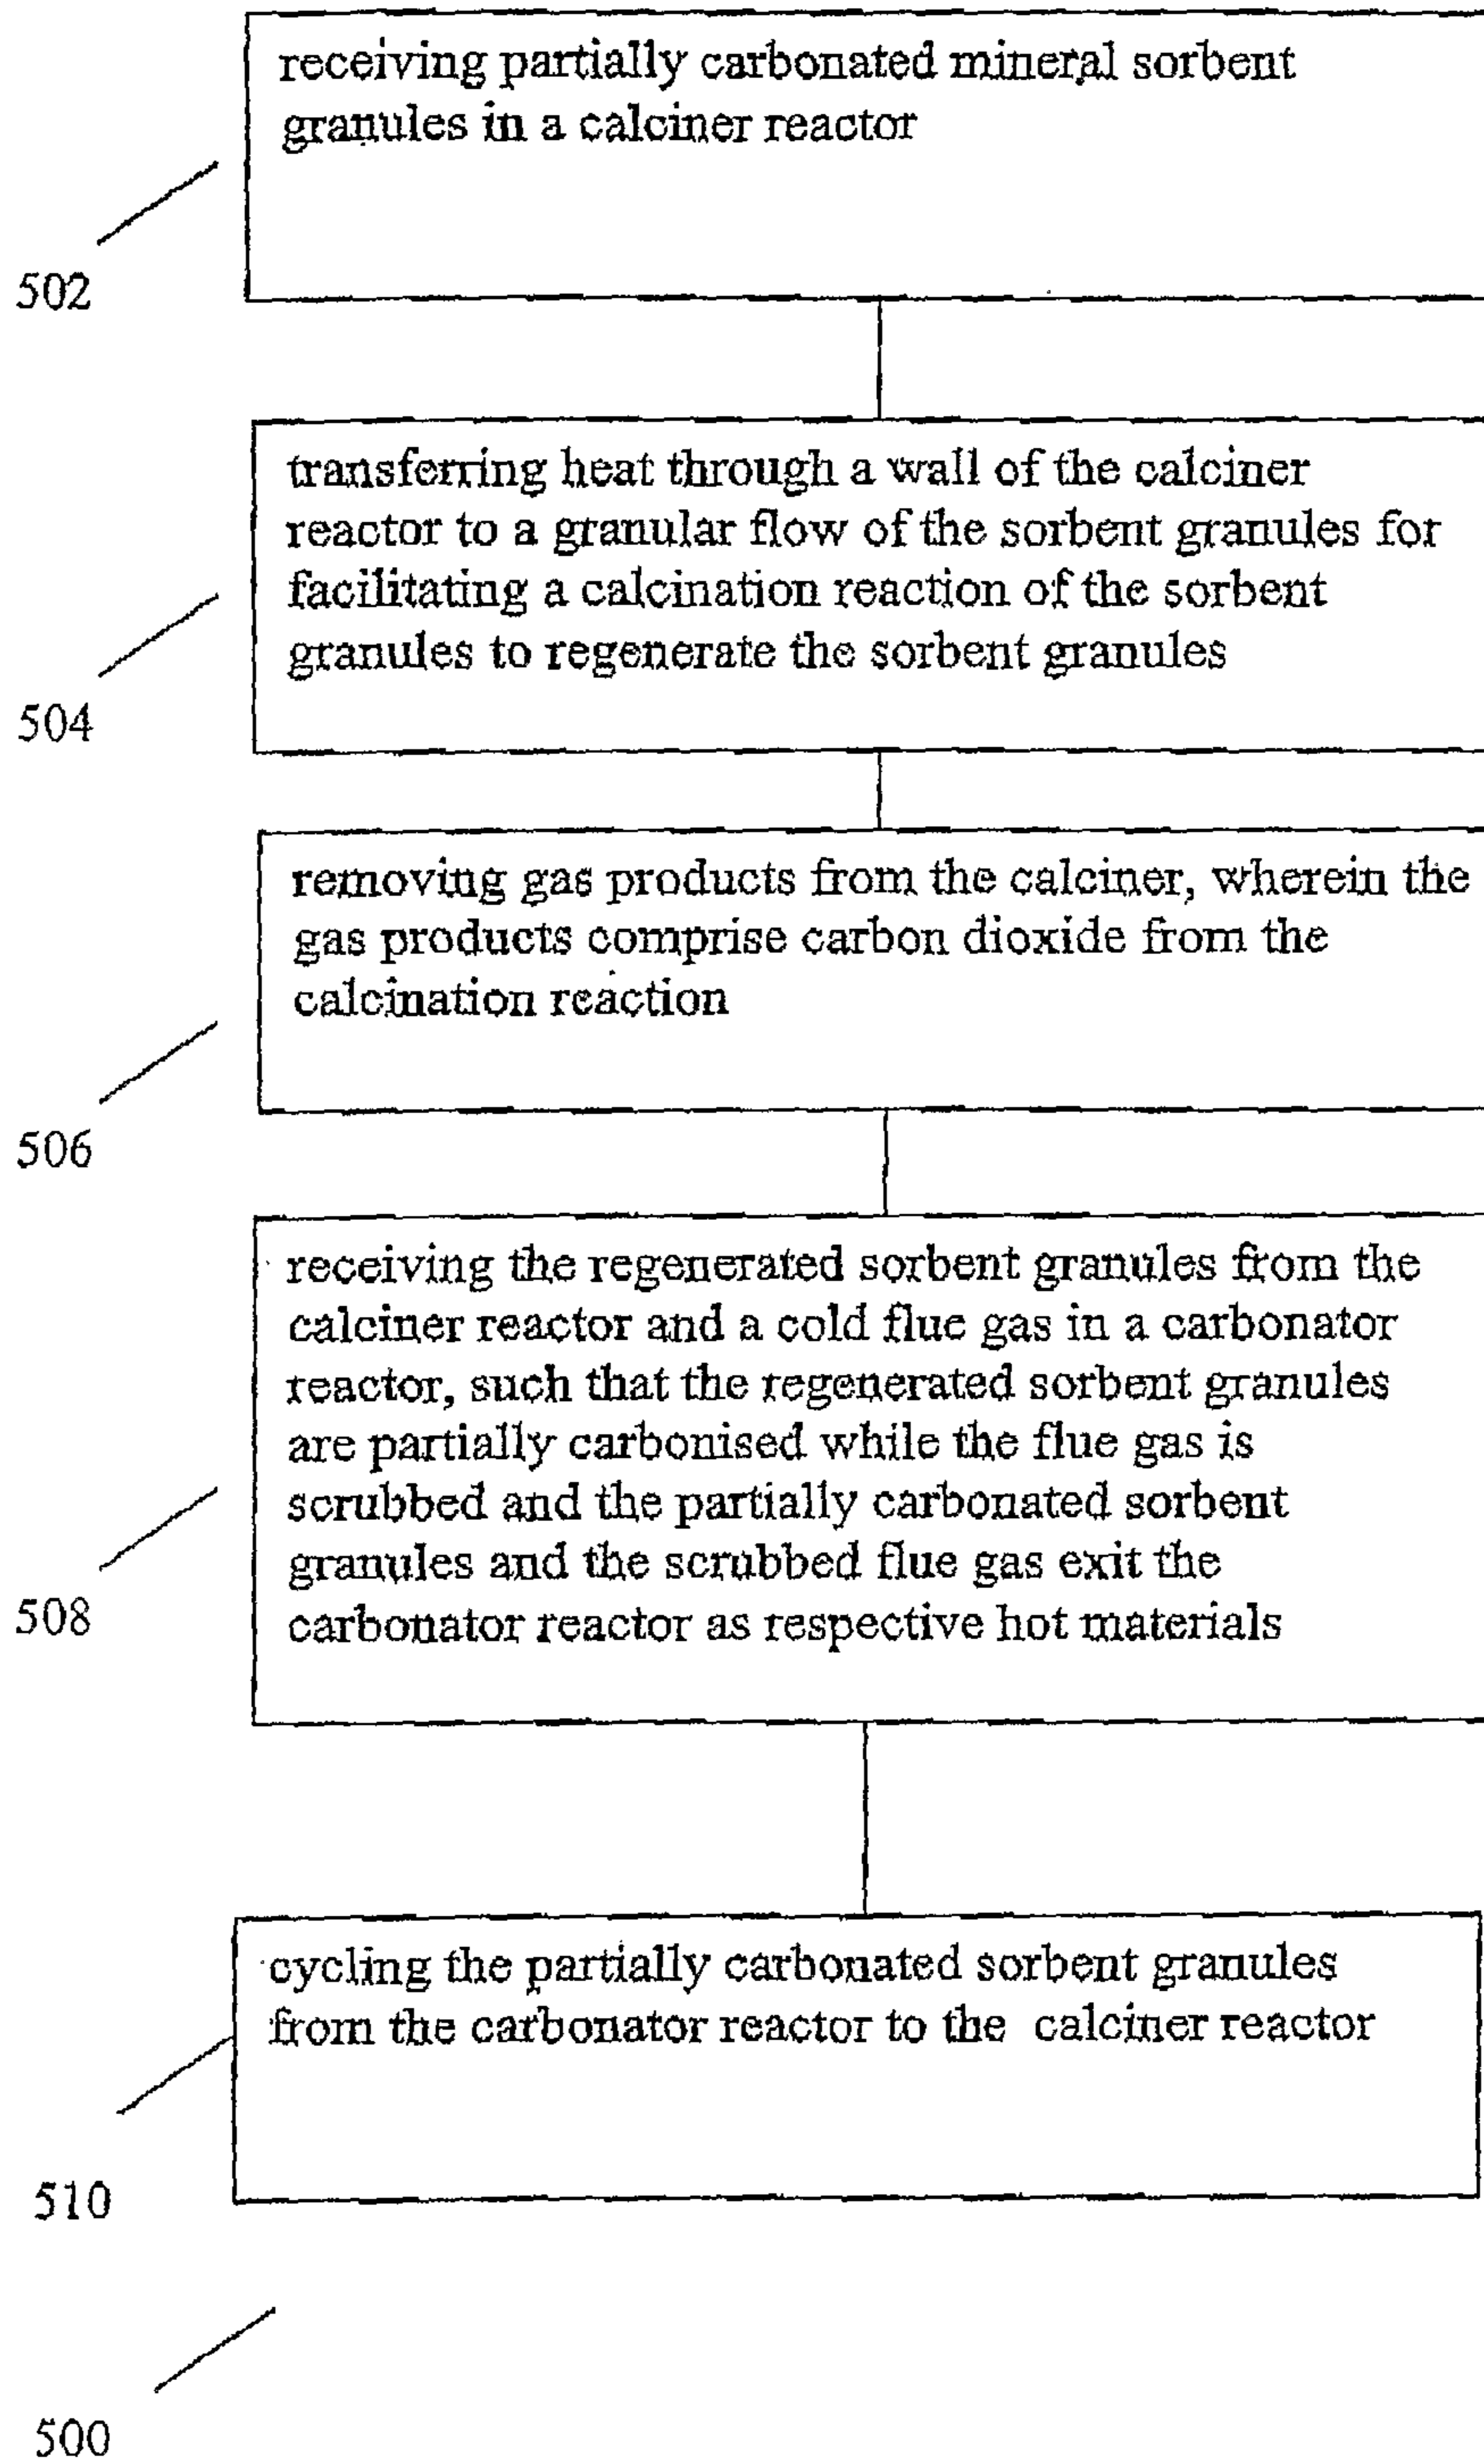 receiving partially carbonated mineral sorbent
granules in a calciner reactor
502
transferring heat through a wall of the calciner
reactor to a granular flow of the sorbent granules for
facilitating a calcination reaction of the sorbent
granules to regenerate the sorbent granules
504
removing gas products from the calciner, wherein the
gas products comprise carbon dioxide from the
calcination reaction
506
receiving the regenerated sorbent granules from the
calciner reactor and a cold flue gas in a carbonator
reactor, such that the regenerated sorbent granules
are partially carbonised while the flue gas is
scrubbed and the partially carbonated sorbent
granules and the scrubbed flue gas exit the
carbonator reactor as respective hot materials
508
cycling the partially carbonated sorbent granules
from the carbonator reactor to the calciner reactor
510
500